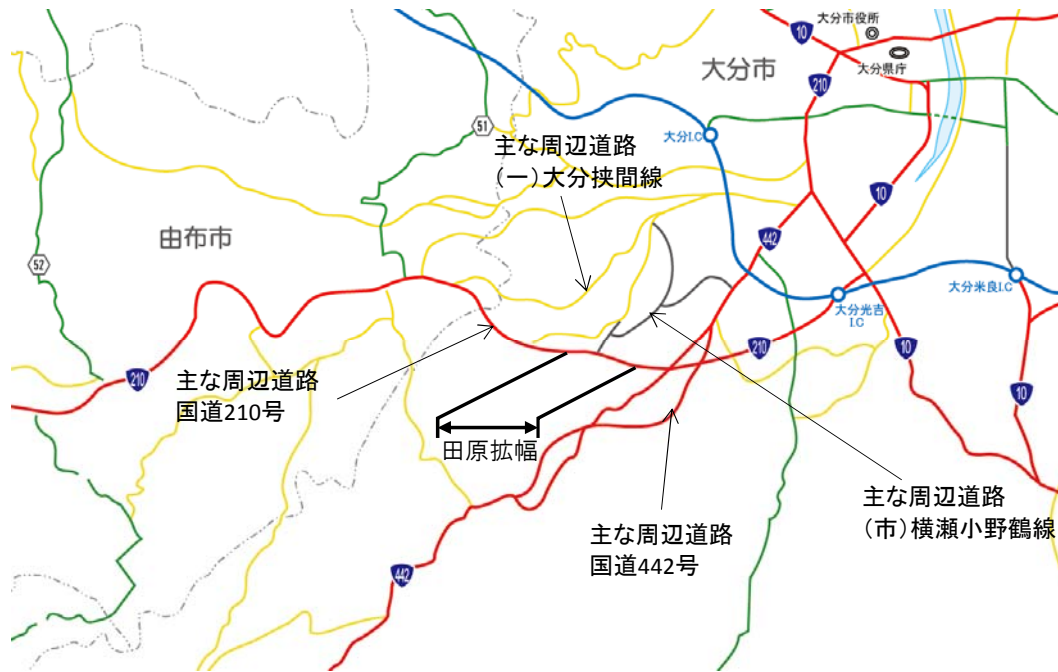 大分市役所
10
大分県庁
大分市
210
51
大分I.C
主な周辺道路
(一)大分挟間線
10
由布市
442
52
大分米良I.C
大分光吉
I.C
210
10
210
主な周辺道路
国道210号
10
田原拡幅
主な周辺道路
(市)横瀬小野鶴線
主な周辺道路
国道442号
442